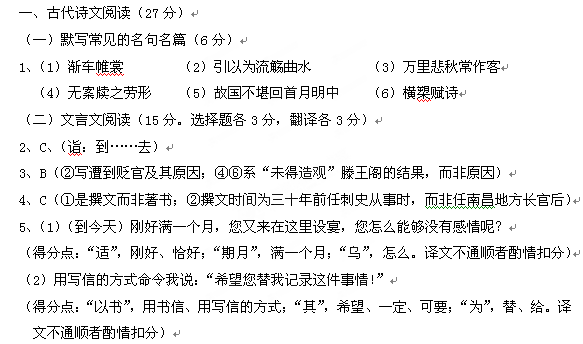 一、古代诗文阅读（27 分）
（一）默写常见的名句名篇（6 分）
1、（1）渐车帷裳　（2）引以为流觞曲水　（3）万里悲秋常作客
（4）无案牍之劳形　（5）故国不堪回首月明中　（6）横槊赋诗
（二）文言文阅读（15 分。选择题各 3 分，翻译各 3 分）
2、C、（诣：到……去）
3、B（②写遭到贬官及其原因；④⑥系“未得造观”滕王阁的结果，而非原因）
4、C（①是撰文而非著书；②撰文时间为三十年前任刺史从事时，而非任南昌地方长官后）
5、（1）（到今天）刚好满一个月，您又来在这里设宴，您怎么能够没有感情呢？
（得分点：“适”，刚好、恰好；“期月”，满一个月；“乌”，怎么。译文不通顺者酌情扣分）
（2）用写信的方式命令我说：“希望您替我记录这件事情!”
（得分点：“以书”，用书信、用写信的方式；“其”，希望、一定、可要；“为”，替、给。译
文不通顺者酌情扣分）